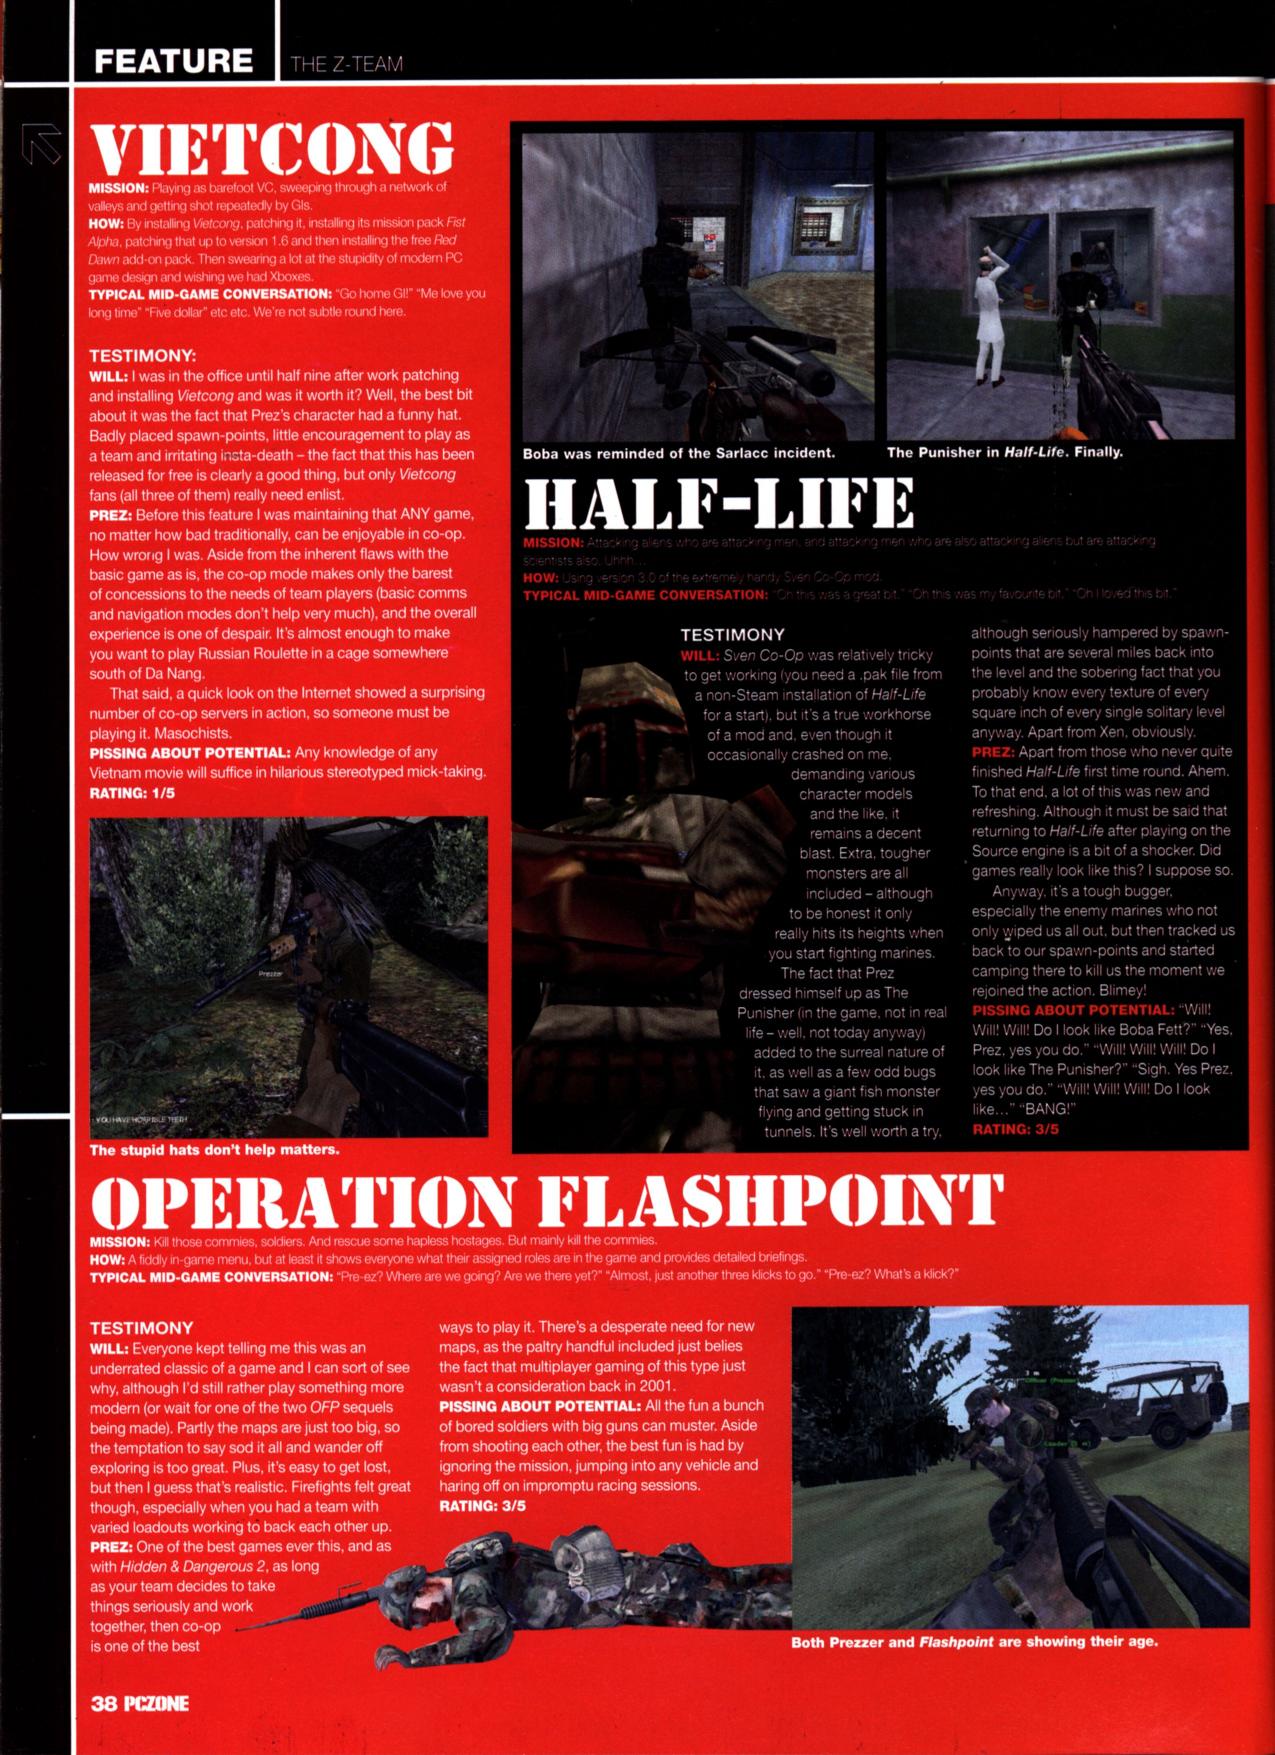 FEATURE THE Z-TEAM
VIETCONG
MISSION: Playing as barefoot VC, sweeping through a network of
valleys and getting shot repeatedly by GIs.
HOW: By installing Vietcong, patching it, installing its mission pack Fist
Alpha, patching that up to version 1.6 and then installing the free Red
Dawn add-on pack. Then swearing a lot at the stupidity of modern PC
game design and wishing we had Xboxes.
TYPICAL MID-GAME CONVERSATION: "Go home GI!" "Me love you
long time" "Five dollar" etc etc. We're not subtle round here.
TESTIMONY:
WILL: I was in the office until half nine after work patching
and installing Vietcong and was it worth it? Well, the best bit
about it was the fact that Prez's character had a funny hat.
Badly placed spawn-points, little encouragement to play as
a team and irritating insta-death – the fact that this has been
released for free is clearly a good thing, but only Vietcong
fans (all three of them) really need enlist.
PREZ: Before this feature I was maintaining that ANY game,
no matter how bad traditionally, can be enjoyable in co-op.
How wrong I was. Aside from the inherent flaws with the
basic game as is, the co-op mode makes only the barest
of concessions to the needs of team players (basic comms
and navigation modes don't help very much), and the overall
experience is one of despair. It's almost enough to make
you want to play Russian Roulette in a cage somewhere
south of Da Nang.
That said, a quick look on the Internet showed a surprising
number of co-op servers in action, so someone must be
playing it. Masochists.
PISSING ABOUT POTENTIAL: Any knowledge of any
Vietnam movie will suffice in hilarious stereotyped mick-taking.
RATING: 1/5
Prezzer
YOU HAVE HORRIBLE TEETH
The stupid hats don't help matters.
Boba was reminded of the Sarlacc incident.
The Punisher in Half-Life. Finally.
HALF-LIFE
MISSION: Attacking aliens who are attacking men, and attacking men who are also attacking aliens but are attacking
scientists also. Uhhh...
HOW: Using version 3.0 of the extremely handy Sven Co-Op mod.
TYPICAL MID-GAME CONVERSATION: "Oh this was a great bit." "Oh this was my favourite bit." "Oh I loved this bit."
TESTIMONY
WILL: Sven Co-Op was relatively tricky
to get working (you need a .pak file from
a non-Steam installation of Half-Life
for a start), but it's a true workhorse
of a mod and, even though it
occasionally crashed on me,
demanding various
character models
and the like, it
remains a decent
blast. Extra, tougher
monsters are all
included – although
to be honest it only
really hits its heights when
you start fighting marines.
The fact that Prez
dressed himself up as The
Punisher (in the game, not in real
life – well, not today anyway)
added to the surreal nature of
it, as well as a few odd bugs
that saw a giant fish monster
flying and getting stuck in
tunnels. It's well worth a try,
although seriously hampered by spawn-
points that are several miles back into
the level and the sobering fact that you
probably know every texture of every
square inch of every single solitary level
anyway. Apart from Xen, obviously.
PREZ: Apart from those who never quite
finished Half-Life first time round. Ahem.
To that end, a lot of this was new and
refreshing. Although it must be said that
returning to Half-Life after playing on the
Source engine is a bit of a shocker. Did
games really look like this? I suppose so.
Anyway, it's a tough bugger,
especially the enemy marines who not
only wiped us all out, but then tracked us
back to our spawn-points and started
camping there to kill us the moment we
rejoined the action. Blimey!
PISSING ABOUT POTENTIAL: "Will!
Will! Will! Do I look like Boba Fett?" "Yes,
Prez, yes you do." "Will! Will! Will! Do I
look like The Punisher?" "Sigh. Yes Prez,
yes you do." "Will! Will! Will! Do I look
like..." "BANG!"
RATING: 3/5
OPERATION FLASHPOINT
MISSION: Kill those commies, soldiers. And rescue some hapless hostages. But mainly kill the commies.
HOW: A fiddly in-game menu, but at least it shows everyone what their assigned roles are in the game and provides detailed briefings.
TYPICAL MID-GAME CONVERSATION: "Pre-ez? Where are we going? Are we there yet?" "Almost, just another three klicks to go." "Pre-ez? What's a klick?"
TESTIMONY
WILL: Everyone kept telling me this was an
underrated classic of a game and I can sort of see
why, although I'd still rather play something more
modern (or wait for one of the two OFP sequels
being made). Partly the maps are just too big, so
the temptation to say sod it all and wander off
exploring is too great. Plus, it's easy to get lost,
but then I guess that's realistic. Firefights felt great
though, especially when you had a team with
varied loadouts working to back each other up.
PREZ: One of the best games ever this, and as
with Hidden & Dangerous 2, as long
as your team decides to take
things seriously and work
together, then co-op
is one of the best
ways to play it. There's a desperate need for new
maps, as the paltry handful included just belies
the fact that multiplayer gaming of this type just
wasn't a consideration back in 2001.
PISSING ABOUT POTENTIAL: All the fun a bunch
of bored soldiers with big guns can muster. Aside
from shooting each other, the best fun is had by
ignoring the mission, jumping into any vehicle and
haring off on impromptu racing sessions.
RATING: 3/5
3 m
Officer (Prezzer)
Leader
Both Prezzer and Flashpoint are showing their age.
38 PCZONE